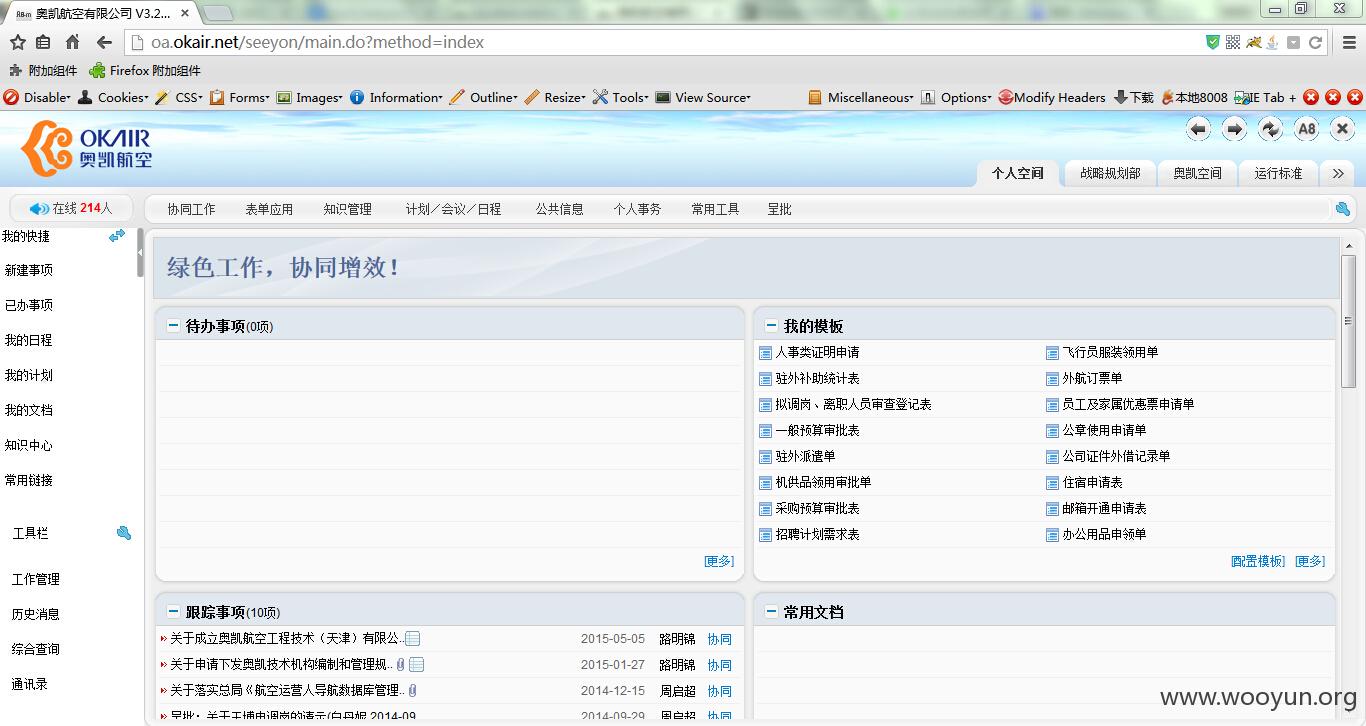 奥凯航空有限公司 V3.2...
oa.okair.net/seeyon/main.do?method=index
附加组件 Firefox 附加组件
Disable Cookies CSS Forms Images Information Outline Resize Tools View Source Miscellaneous Options Modify Headers 下载 本地8008 IE Tab +
OKAIR
奥凯航空
A8
个人空间 战略规划部 奥凯空间 运行标准 »
在线 214人 协同工作 表单应用 知识管理 计划／会议／日程 公共信息 个人事务 常用工具 呈批
我的快捷
新建事项
已办事项
我的日程
我的计划
我的文档
知识中心
常用链接
工具栏
工作管理
历史消息
综合查询
通讯录
绿色工作，协同增效！
待办事项(0项)
[更多]
我的模板
人事类证明申请 飞行员服装领用单
驻外补助统计表 外航订票单
拟调岗、离职人员审查登记表 员工及家属优惠票申请单
一般预算审批表 公章使用申请单
驻外派遣单 公司证件外借记录单
机供品领用审批单 住宿申请表
采购预算审批表 邮箱开通申请表
招聘计划需求表 办公用品申领单
[配置模板] [更多]
跟踪事项(10项)
关于成立奥凯航空工程技术（天津）有限公.. 2015-05-05 路明锦 协同
关于申请下发奥凯技术机构编制和管理规.. 2015-01-27 路明锦 协同
关于落实总局《航空运营人导航数据库管理.. 2014-12-15 周启超 协同
呈批：关于王博申调岗的请示(白丹妮 2014-09 2014-09-29 周启超 协同
常用文档
www.wooyun.org